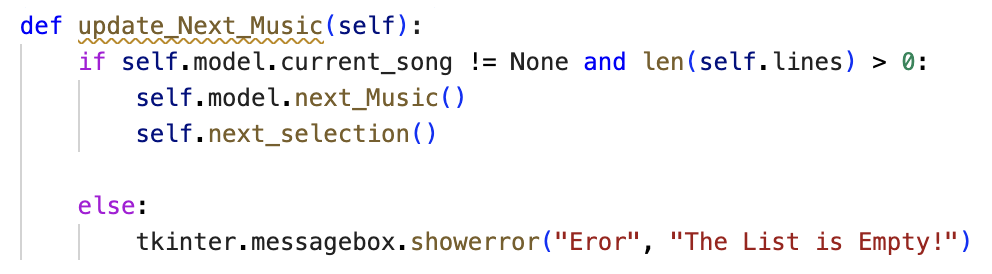 def update_Next_Music(self):
    if self.model.current_song != None and len(self.lines) > 0:
        self.model.next_Music()
        self.next_selection()
    else:
        tkinter.messagebox.showerror("Eror", "The List is Empty!")